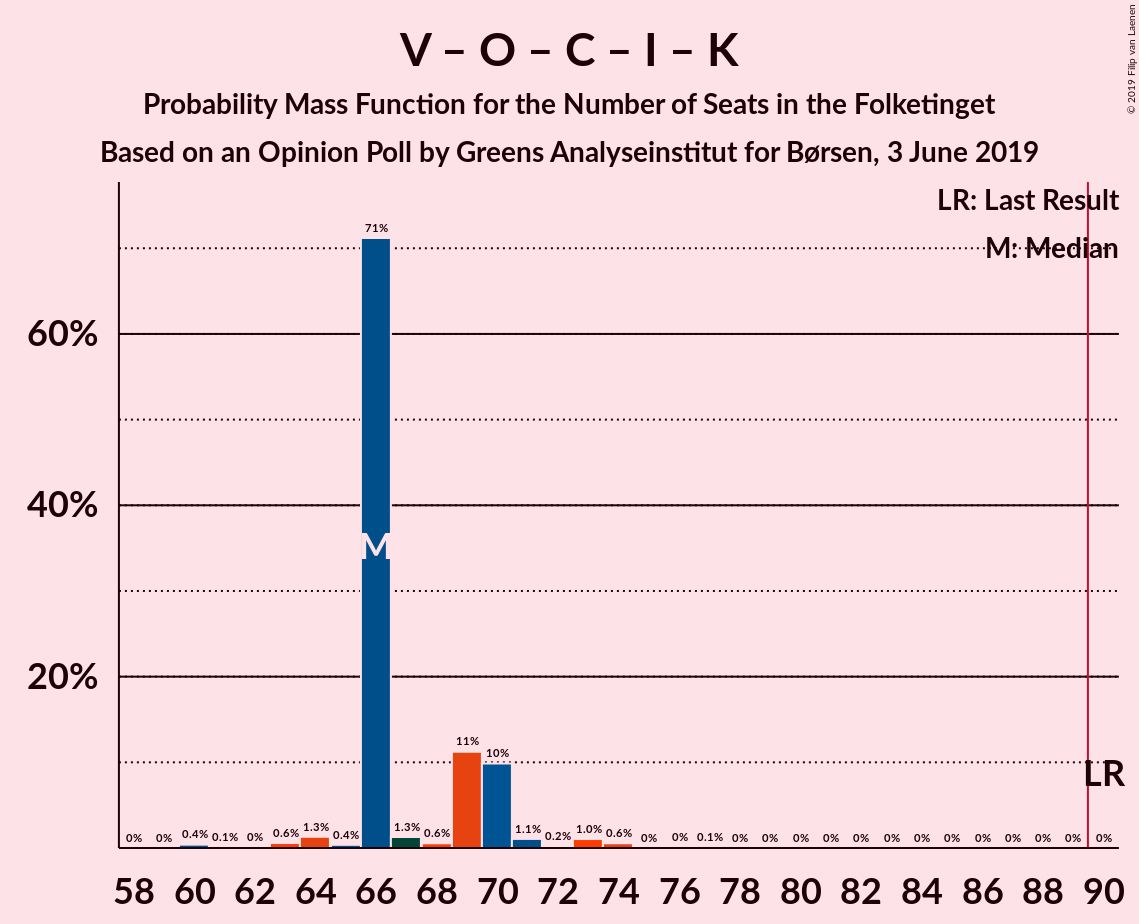 V – O – C – I – K
Probability Mass Function for the Number of Seats in the Folketinget
Based on an Opinion Poll by Greens Analyseinstitut for Børsen, 3 June 2019
© 2019 Filip van Laenen
LR: Last Result
M: Median
71%
60%
40%
M
20%
11%
10%
LR
0% 0% 0.4% 0.1% 0% 0.6% 1.3% 0.4% 1.3% 0.6% 1.1% 0.2% 1.0% 0.6% 0% 0% 0.1% 0% 0% 0% 0% 0% 0% 0% 0% 0% 0% 0% 0% 0%
58 60 62 64 66 68 70 72 74 76 78 80 82 84 86 88 90